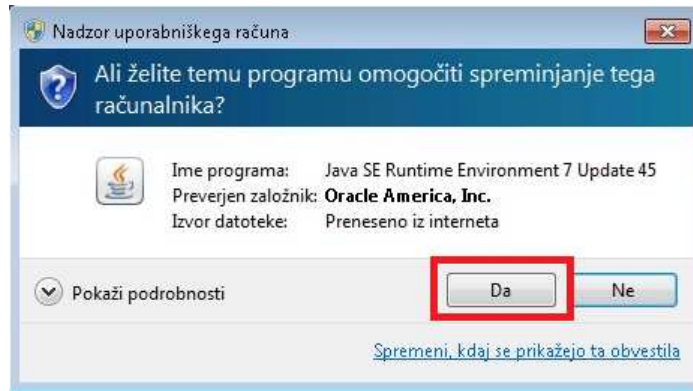 Nadzor uporabniškega računa
Ali želite temu programu omogočiti spreminjanje tega
računalnika?
Ime programa: Java SE Runtime Environment 7 Update 45
Preverjen založnik: Oracle America, Inc.
Izvor datoteke: Preneseno iz interneta
Pokaži podrobnosti Da Ne
Spremeni, kdaj se prikažejo ta obvestila